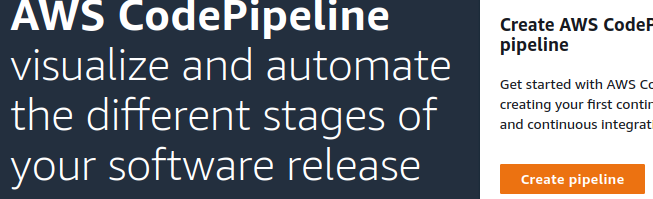 AWS CodePipeline
visualize and automate
the different stages of
your software release
Create AWS CodeP
pipeline
Get started with AWS Co
creating your first contin
and continuous integrati
Create pipeline